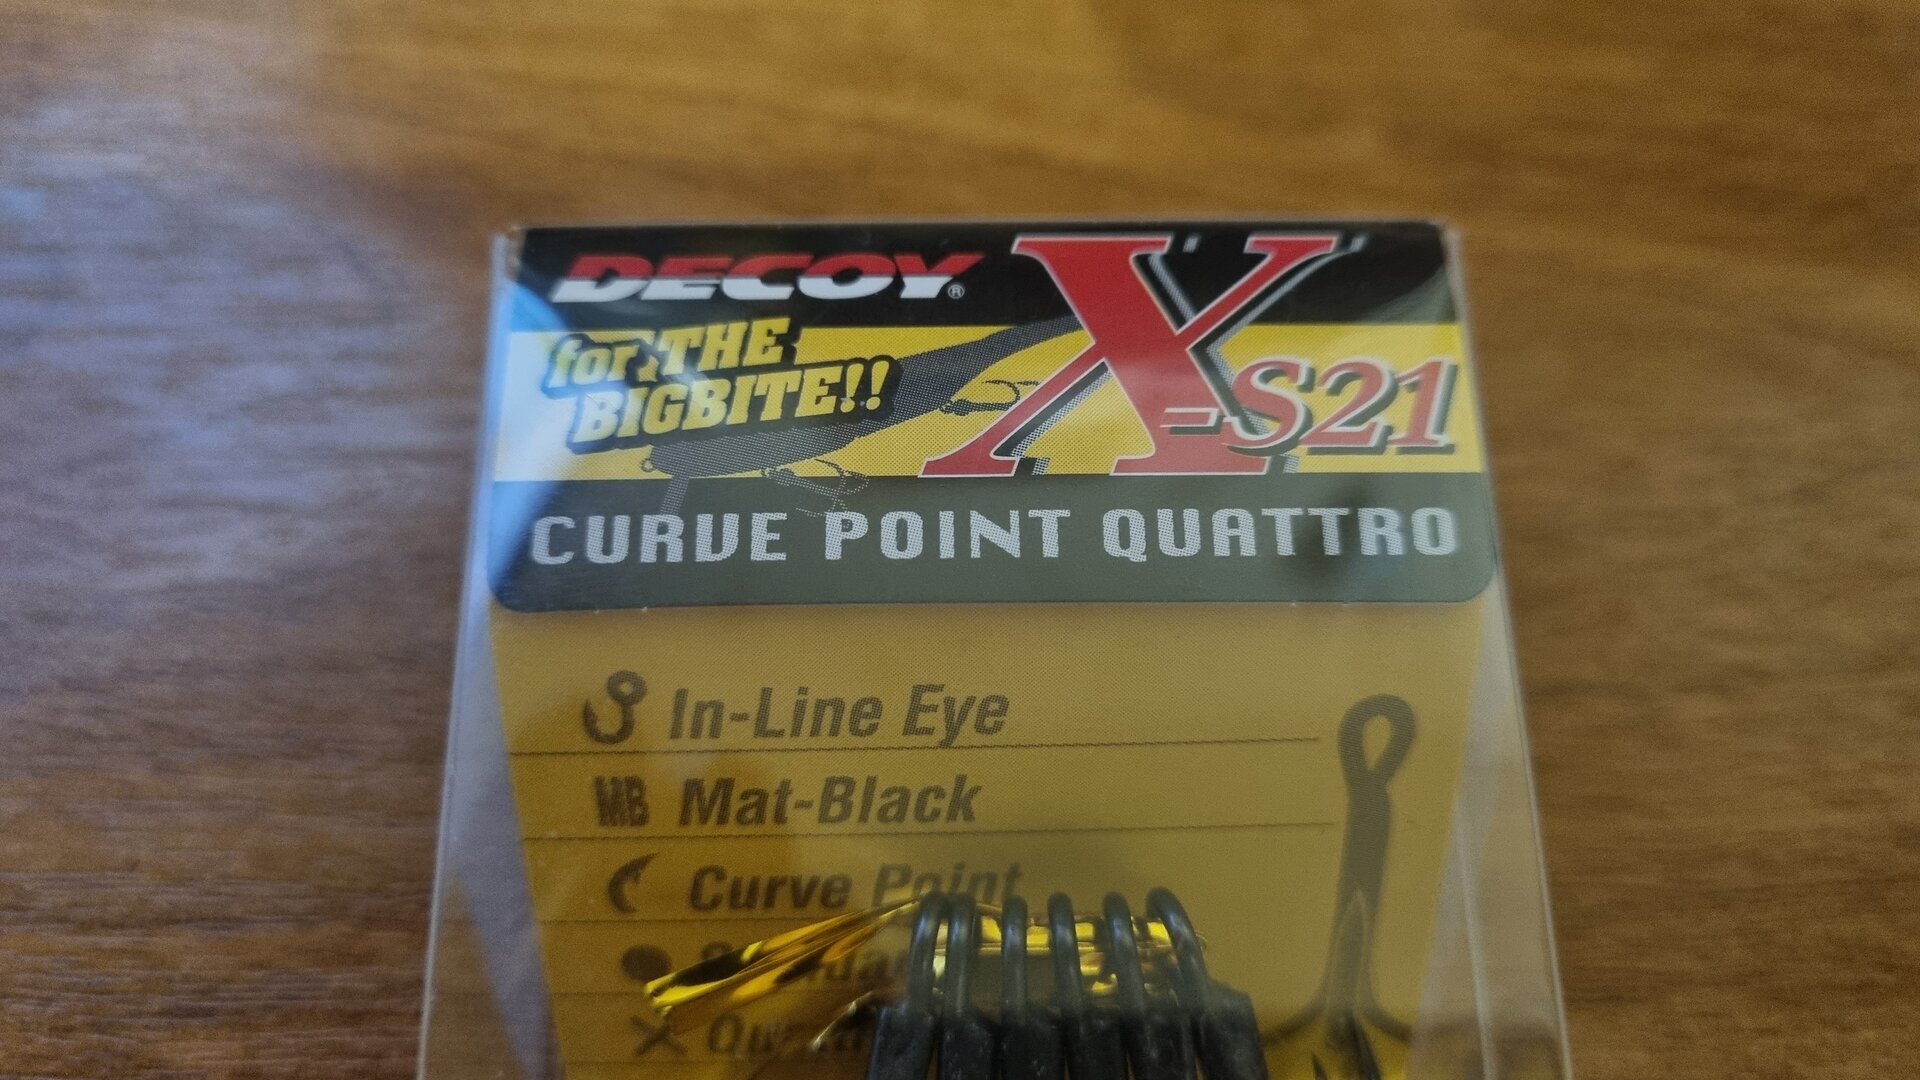 DECOY®
X-S21
for THE
BIGBITE!!
CURVE POINT QUATTRO
In-Line Eye
MB Mat-Black
Curve Point